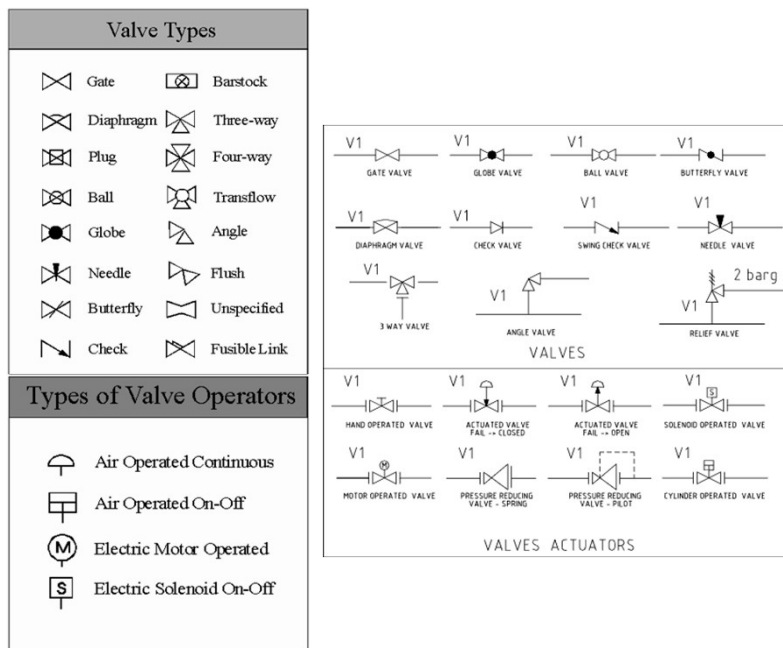 Valve Types
Gate
Barstock
Diaphragm
Three-way
Plug
Four-way
Ball
Transflow
Globe
Angle
Needle
Flush
Butterfly
Unspecified
Check
Fusible Link
Types of Valve Operators
Air Operated Continuous
Air Operated On-Off
M
Electric Motor Operated
S
Electric Solenoid On-Off
V1 V1 V1 V1
GATE VALVE GLOBE VALVE BALL VALVE BUTTERFLY VALVE
V1 V1 V1 V1
DIAPHRAGM VALVE CHECK VALVE SWING CHECK VALVE NEEDLE VALVE
V1 V1 V1 2 barg
3 WAY VALVE ANGLE VALVE RELIEF VALVE
VALVES
V1 V1 V1 V1 S
HAND OPERATED VALVE ACTUATED VALVE ACTUATED VALVE SOLENOID OPERATED VALVE
FAIL -> CLOSED FAIL -> OPEN
V1 M V1 V1 V1
MOTOR OPERATED VALVE PRESSURE REDUCING PRESSURE REDUCING CYLINDER OPERATED VALVE
VALVE - SPRING VALVE - PILOT
VALVES ACTUATORS